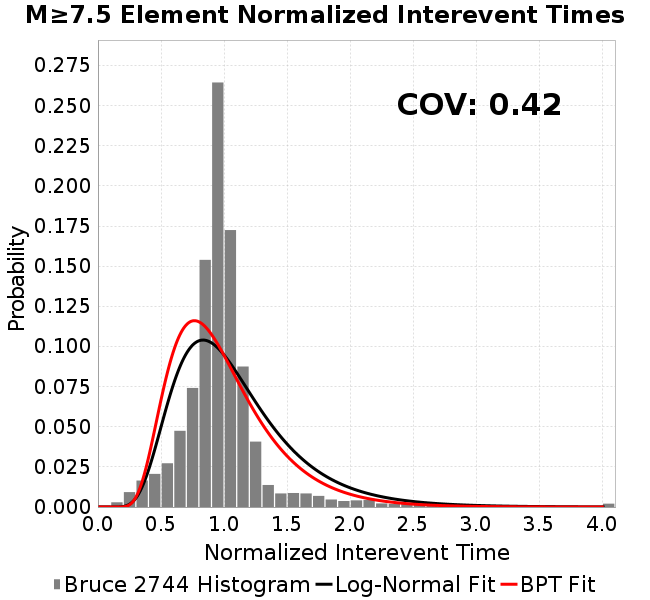 M≥7.5 Element Normalized Interevent Times
COV: 0.42
Probability
0.275
0.250
0.225
0.200
0.175
0.150
0.125
0.100
0.075
0.050
0.025
0.000
0.0 0.5 1.0 1.5 2.0 2.5 3.0 3.5 4.0
Normalized Interevent Time
Bruce 2744 Histogram Log-Normal Fit BPT Fit